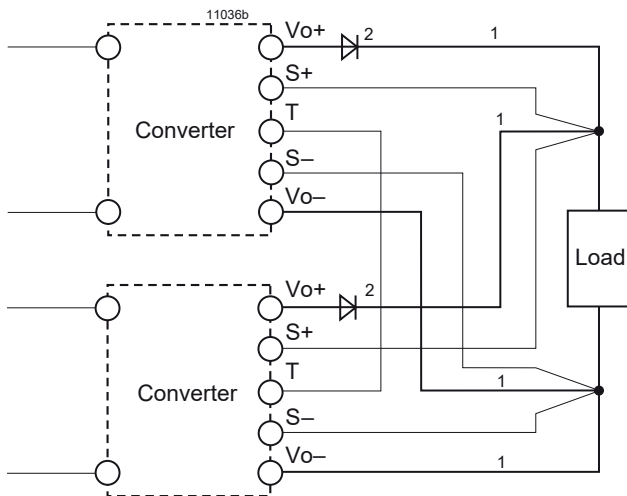 11036b
Vo+
2
1
S+
T
1
Converter
S–
Vo–
Load
Vo+
2
S+
T
Converter
1
S–
Vo–
1